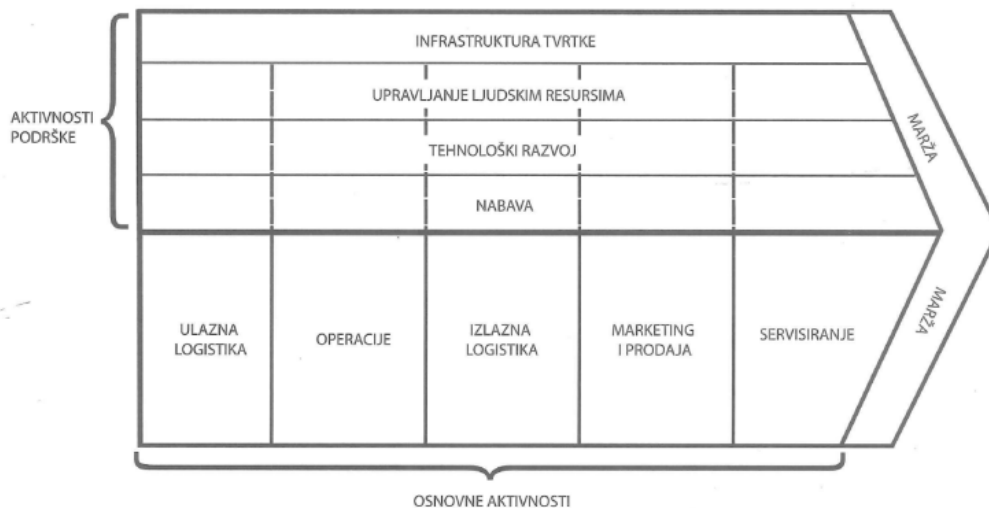 INFRASTRUKTURA TVRTKE
UPRAVLJANJE LJUDSKIM RESURSIMA
AKTIVNOSTI
PODRŠKE
TEHNOLOŠKI RAZVOJ
NABAVA
MARŽA
ULAZNA
LOGISTIKA
OPERACIJE
IZLAZNA
LOGISTIKA
MARKETING
I PRODAJA
SERVISIRANJE
MARŽA
OSNOVNE AKTIVNOSTI